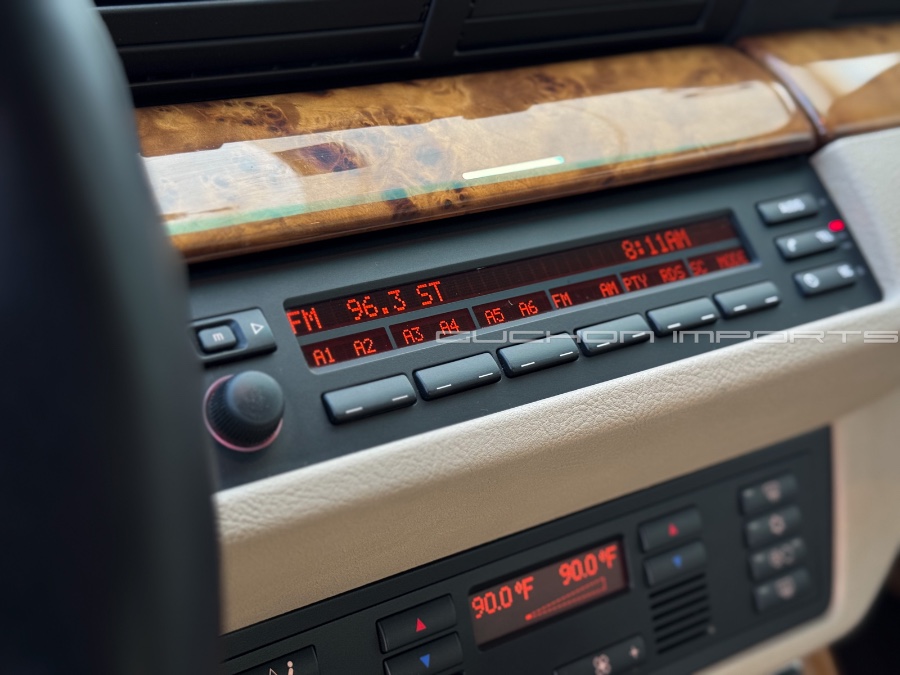 8:11AM
FM 96.3 ST
A1 A2 A3 A4 A5 A6 FM AM PTY RDS SC MODE
m
OUCHON IMPORTS
90.0°F 90.0°F